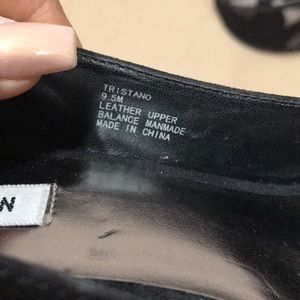 TRISTANO
9.5M
LEATHER UPPER
BALANCE MANMADE
MADE IN CHINA